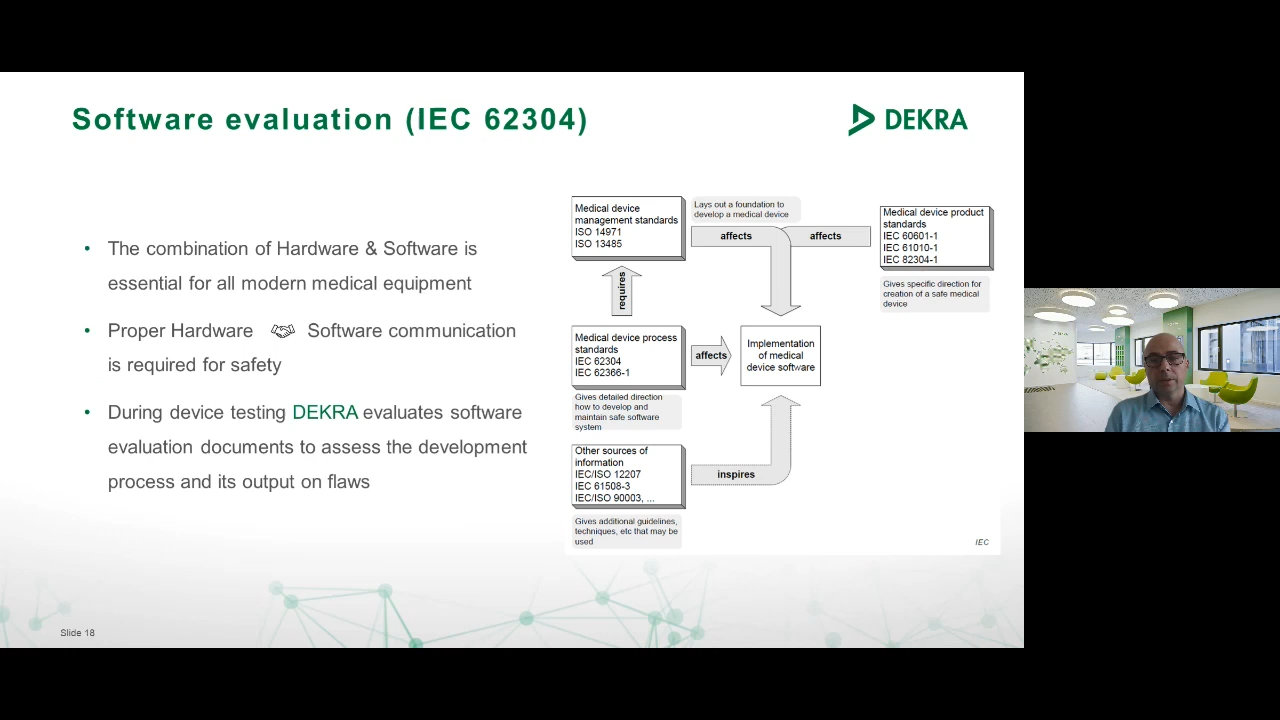 Software evaluation (IEC 62304)
DEKRA
The combination of Hardware & Software is
essential for all modern medical equipment
Proper Hardware Software communication
is required for safety
During device testing DEKRA evaluates software
evaluation documents to assess the development
process and its output on flaws
Medical device
management standards
ISO 14971
ISO 13485
Lays out a foundation to
develop a medical device
affects
affects
Medical device product
standards
IEC 60601-1
IEC 61010-1
IEC 82304-1
Gives specific direction for
creation of a safe medical
device
requires
Medical device process
standards
IEC 62304
IEC 62366-1
affects
Implementation
of medical
device software
Gives detailed direction
how to develop and
maintain safe software
system
Other sources of
information
IEC/ISO 12207
IEC 61508-3
IEC/ISO 90003, ...
inspires
Gives additional guidelines,
techniques, etc that may be
used
IEC
Slide 18